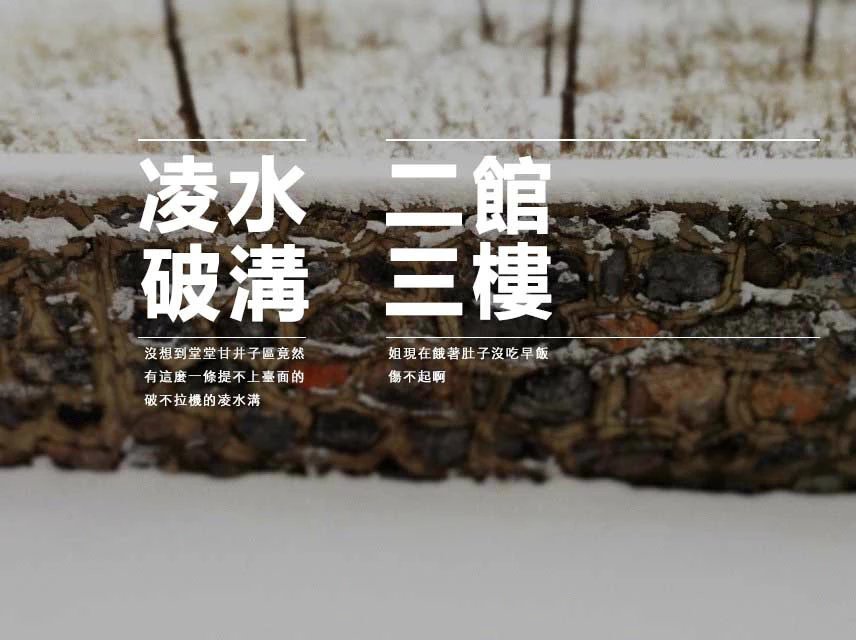 凌水
破溝
沒想到堂堂甘井子區竟然
有這麼一條提不上臺面的
破不拉機的凌水溝
二館
三樓
姐現在餓著肚子沒吃早飯
傷不起啊